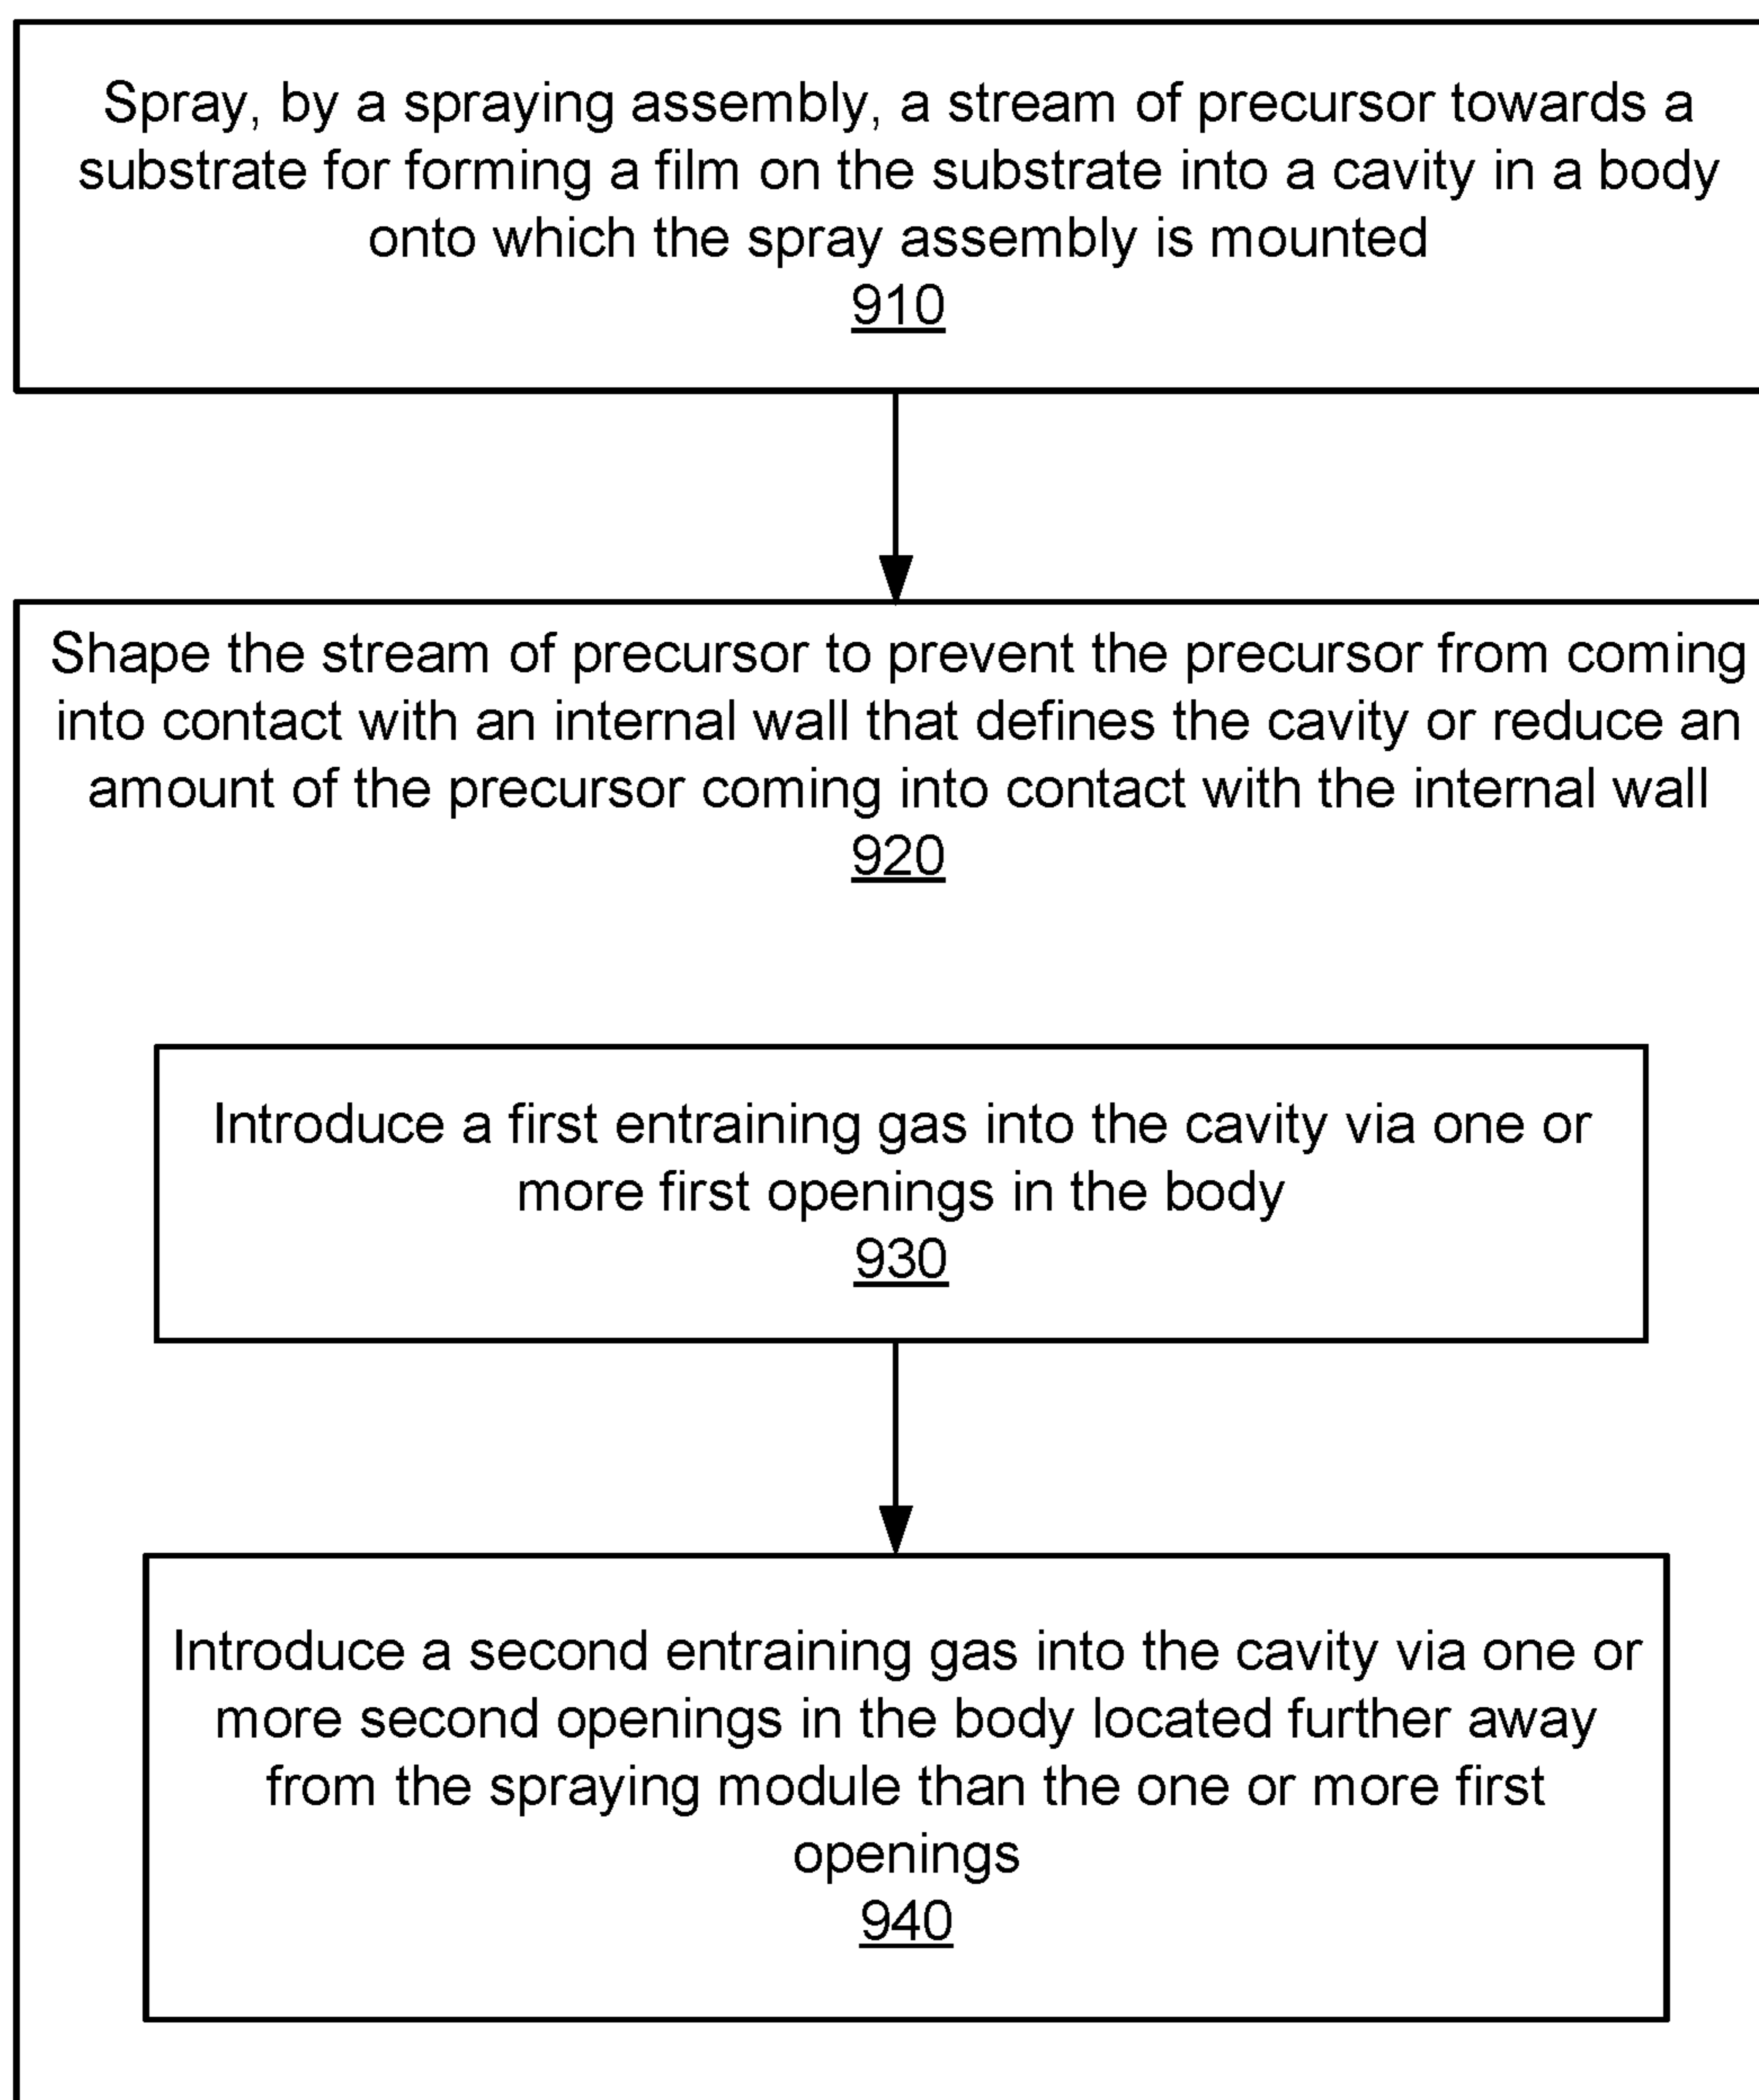 Spray, by a spraying assembly, a stream of precursor towards a
substrate for forming a film on the substrate into a cavity in a body
onto which the spray assembly is mounted
910
Shape the stream of precursor to prevent the precursor from coming
into contact with an internal wall that defines the cavity or reduce an
amount of the precursor coming into contact with the internal wall
920
Introduce a first entraining gas into the cavity via one or
more first openings in the body
930
Introduce a second entraining gas into the cavity via one or
more second openings in the body located further away
from the spraying module than the one or more first
openings
940